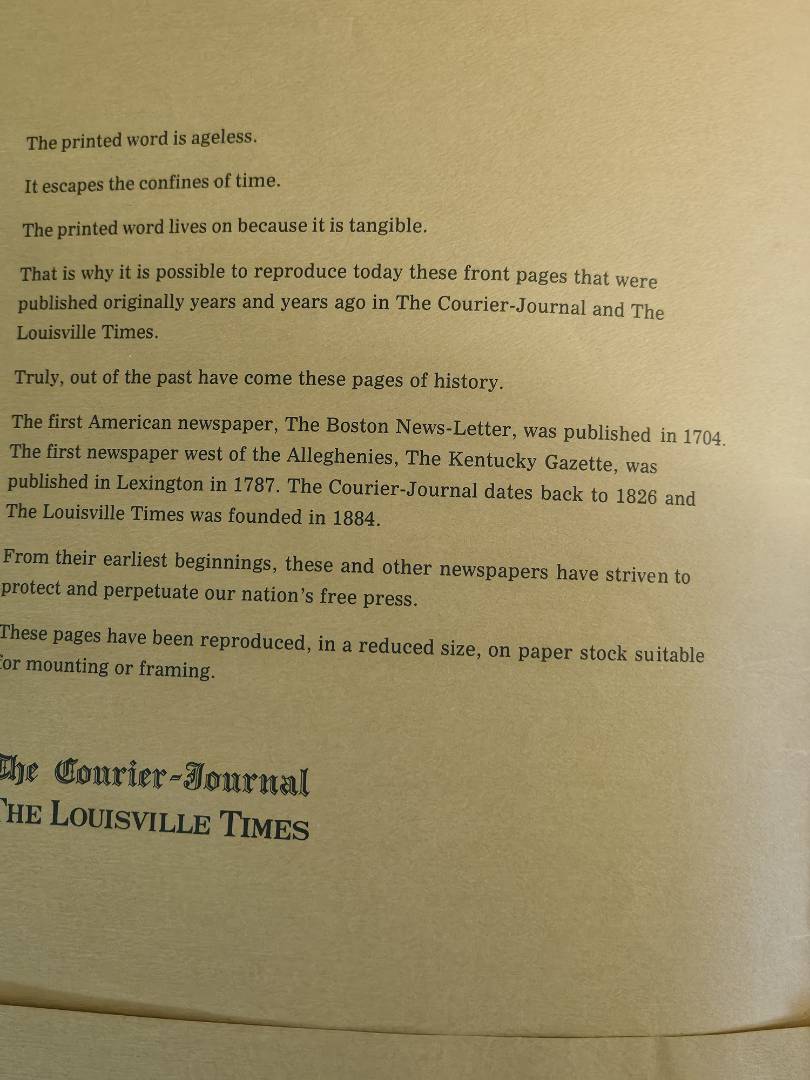 The printed word is ageless.
It escapes the confines of time.
The printed word lives on because it is tangible.
That is why it is possible to reproduce today these front pages that were
published originally years and years ago in The Courier-Journal and The
Louisville Times.
Truly, out of the past have come these pages of history.
The first American newspaper, The Boston News-Letter, was published in 1704.
The first newspaper west of the Alleghenies, The Kentucky Gazette, was
published in Lexington in 1787. The Courier-Journal dates back to 1826 and
The Louisville Times was founded in 1884.
From their earliest beginnings, these and other newspapers have striven to
protect and perpetuate our nation's free press.
These pages have been reproduced, in a reduced size, on paper stock suitable
for mounting or framing.
The Courier-Journal
THE LOUISVILLE TIMES